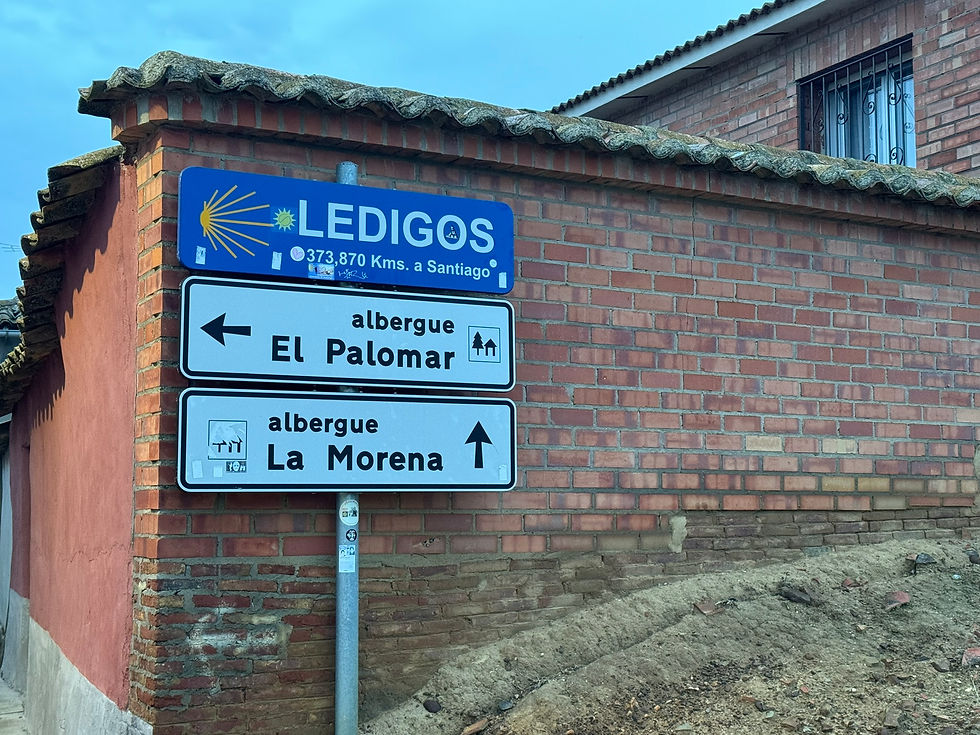 LEDIGOS
373,870 Kms. a Santiago
albergue
El Palomar
albergue
La Morena